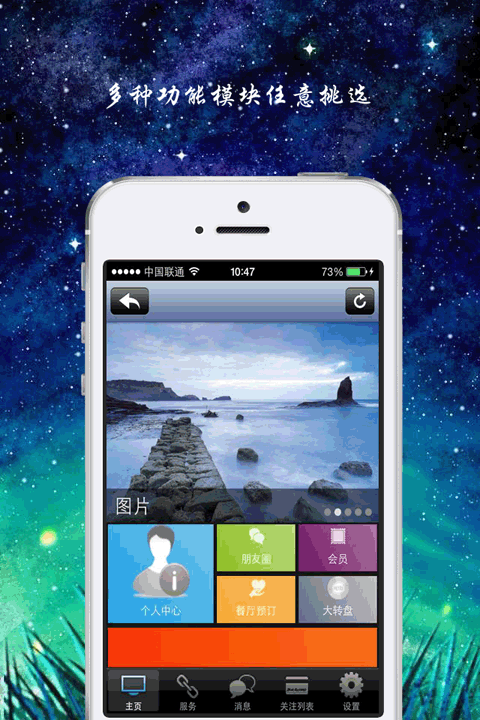 多种功能模块任意挑选
中国联通 10:47 73%
图片
朋友圈 会员
个人中心 餐厅预订 大转盘
主页 服务 消息 关注列表 设置